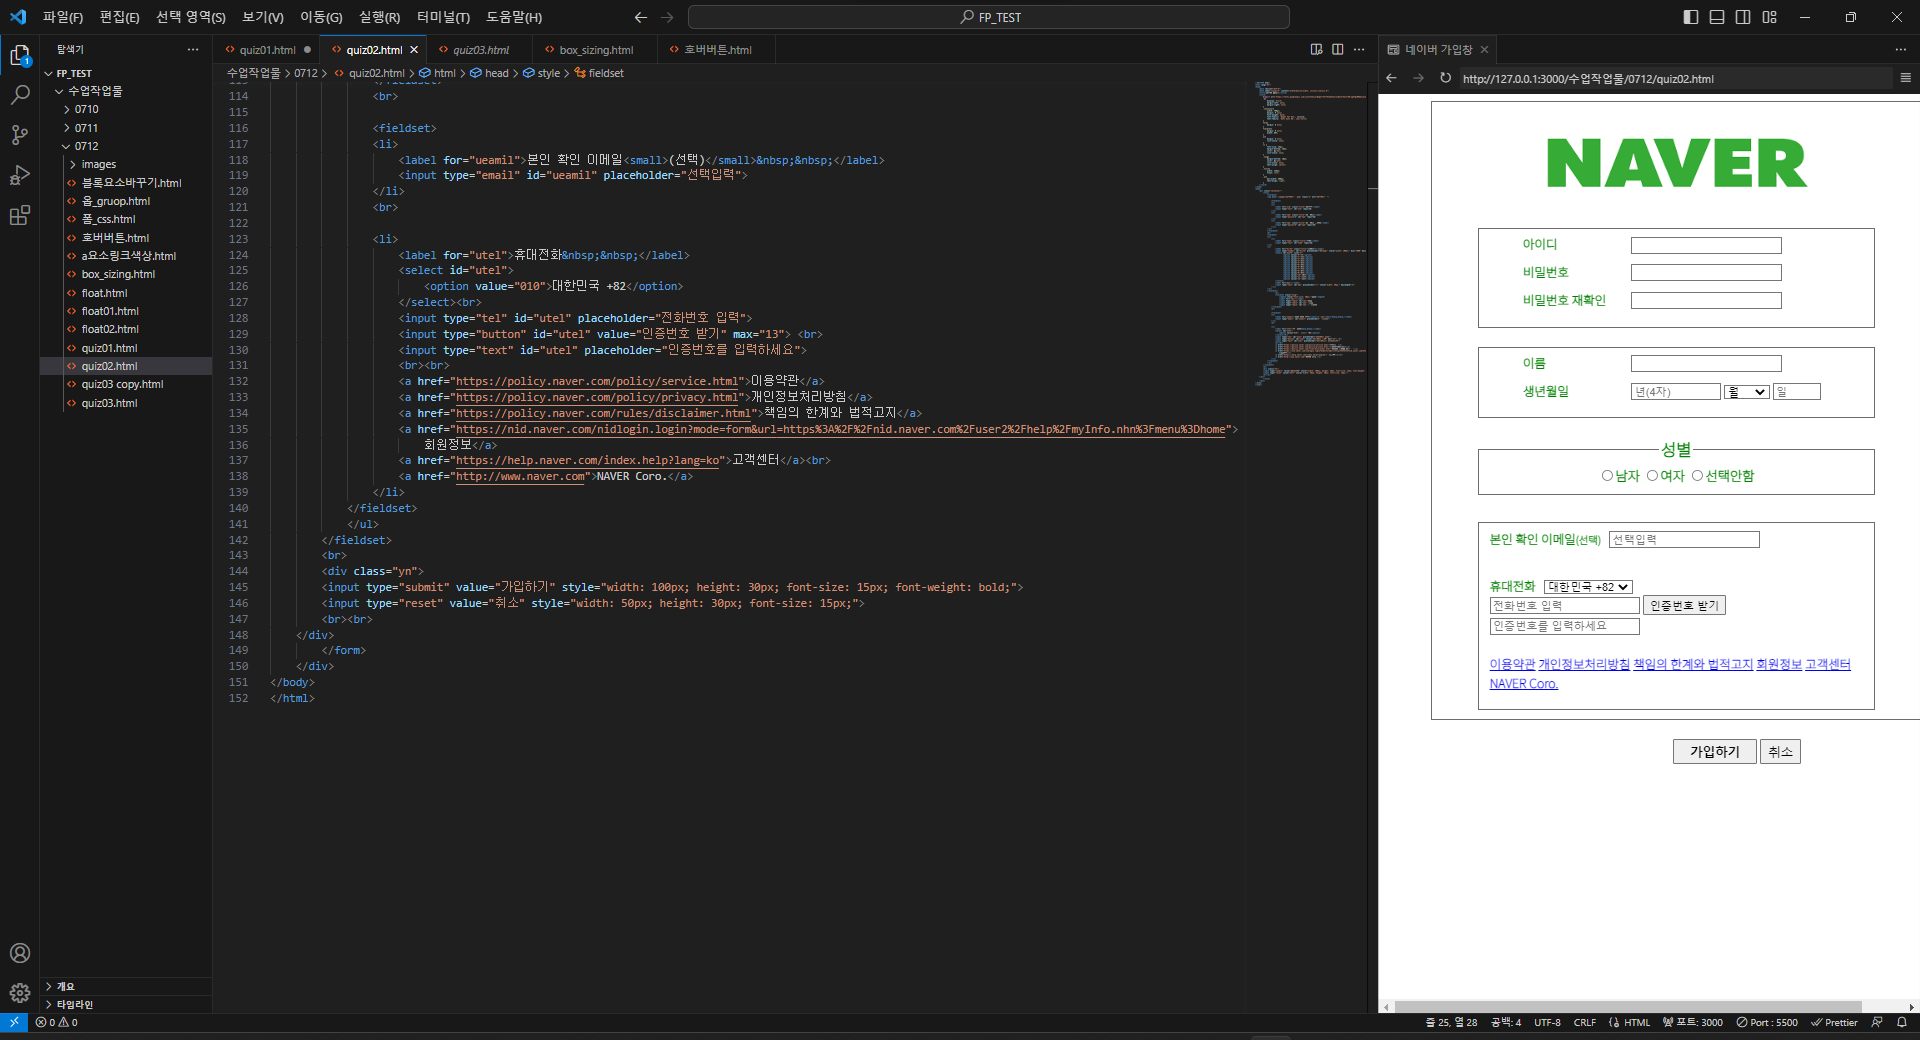 파일(F) 편집(E) 선택 영역(S) 보기(V) 이동(G) 실행(R) 터미널(T) 도움말(H)
FP_TEST
탐색기
FP_TEST
수업작업물
0710
0711
0712
images
블록요소바꾸기.html
옵_gruop.html
폼_css.html
호버버튼.html
a요소링크색상.html
box_sizing.html
float.html
float01.html
float02.html
quiz01.html
quiz02.html
quiz03 copy.html
quiz03.html
개요
타임라인
quiz01.html quiz02.html quiz03.html box_sizing.html 호버버튼.html
수업작업물 > 0712 > quiz02.html > html > head > style > fieldset
114 <br>
115
116 <fieldset>
117 <li>
118 <label for="ueamil">본인 확인 이메일<small>(선택)</small>&nbsp;&nbsp;</label>
119 <input type="email" id="ueamil" placeholder="선택입력">
120 </li>
121 <br>
122
123 <li>
124 <label for="utel">휴대전화&nbsp;&nbsp;</label>
125 <select id="utel">
126 <option value="010">대한민국 +82</option>
127 </select><br>
128 <input type="tel" id="utel" placeholder="전화번호 입력">
129 <input type="button" id="utel" value="인증번호 받기" max="13"> <br>
130 <input type="text" id="utel" placeholder="인증번호를 입력하세요">
131 <br><br>
132 <a href="https://policy.naver.com/policy/service.html">이용약관</a>
133 <a href="https://policy.naver.com/policy/privacy.html">개인정보처리방침</a>
134 <a href="https://policy.naver.com/rules/disclaimer.html">책임의 한계와 법적고지</a>
135 <a href="https://nid.naver.com/nidlogin.login?mode=form&url=https%3A%2F%2Fnid.naver.com%2Fuser2%2Fhelp%2FmyInfo.nhn%3Fmenu%3Dhome">
136 회원정보</a>
137 <a href="https://help.naver.com/index.help?lang=ko">고객센터</a><br>
138 <a href="http://www.naver.com">NAVER Coro.</a>
139 </li>
140 </fieldset>
141 </ul>
142 </fieldset>
143 <br>
144 <div class="yn">
145 <input type="submit" value="가입하기" style="width: 100px; height: 30px; font-size: 15px; font-weight: bold;">
146 <input type="reset" value="취소" style="width: 50px; height: 30px; font-size: 15px;">
147 <br><br>
148 </div>
149 </form>
150 </div>
151 </body>
152 </html>
네이버 가입창
http://127.0.0.1:3000/수업작업물/0712/quiz02.html
NAVER
아이디
비밀번호
비밀번호 재확인
이름
생년월일 년(4자) 월 일
성별
남자 여자 선택안함
본인 확인 이메일(선택) 선택입력
휴대전화 대한민국 +82
전화번호 입력 인증번호 받기
인증번호를 입력하세요
이용약관 개인정보처리방침 책임의 한계와 법적고지 회원정보 고객센터
NAVER Coro.
가입하기 취소
0 0 줄 25, 열 28 공백: 4 UTF-8 CRLF HTML 포트: 3000 Port : 5500 Prettier